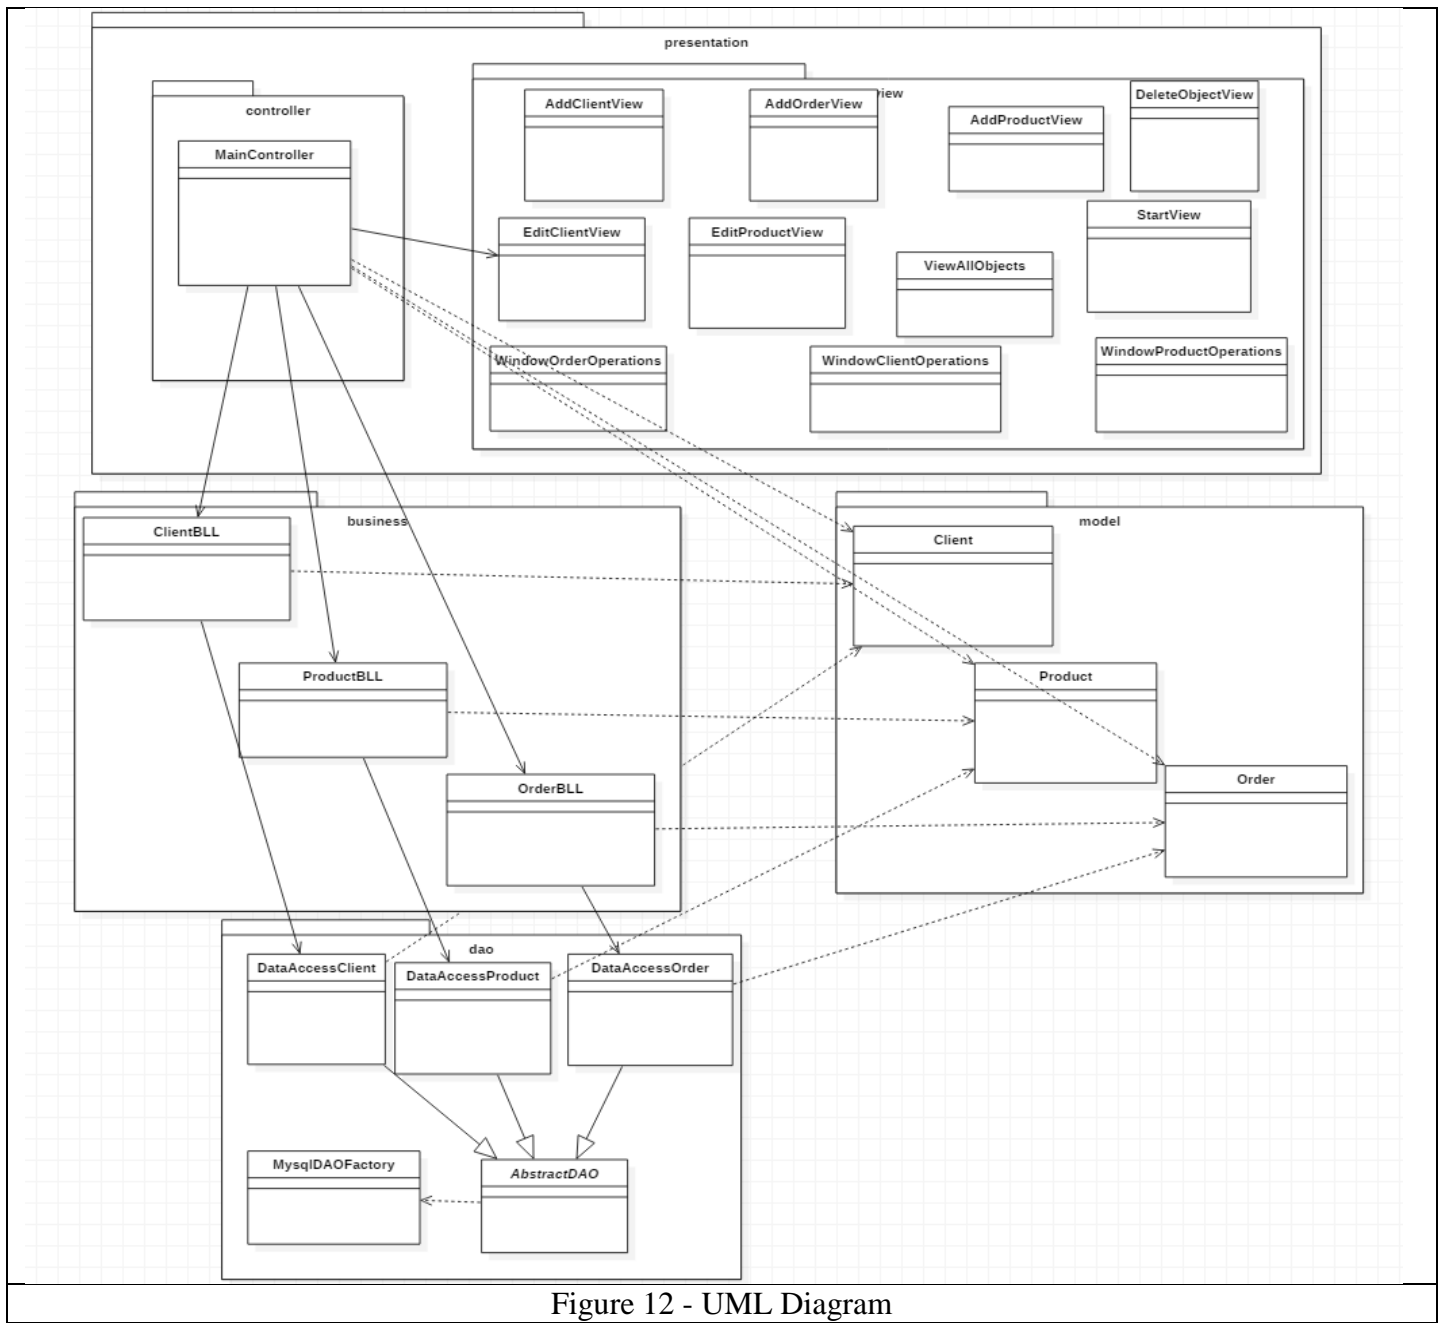 presentation
controller
MainController
iew
AddClientView
AddOrderView
AddProductView
DeleteObjectView
EditClientView
EditProductView
ViewAllObjects
StartView
WindowOrderOperations
WindowClientOperations
WindowProductOperations
business
ClientBLL
ProductBLL
OrderBLL
model
Client
Product
Order
dao
DataAccessClient
DataAccessProduct
DataAccessOrder
MysqlDAOFactory
AbstractDAO
Figure 12 - UML Diagram